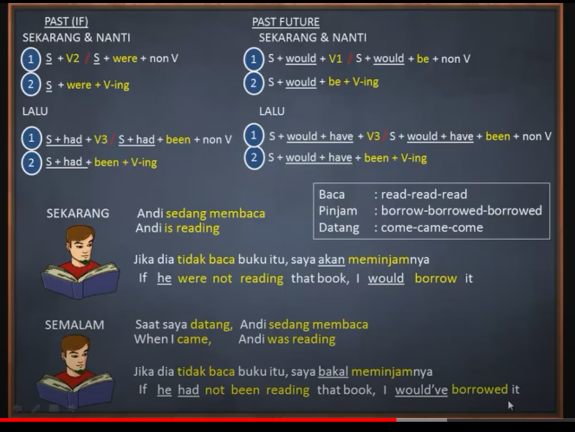 PAST (IF)
SEKARANG & NANTI
1 S + V2 / S + were + non V
2 S + were + V-ing
LALU
1 S + had + V3 / S + had + been + non V
2 S + had + been + V-ing
PAST FUTURE
SEKARANG & NANTI
1 S + would + V1 / S + would + be + non V
2 S + would + be + V-ing
LALU
1 S + would + have + V3 / S + would + have + been + non V
2 S + would + have + been + V-ing
Baca : read-read-read
Pinjam : borrow-borrowed-borrowed
Datang : come-came-come
SEKARANG
Andi sedang membaca
Andi is reading
Jika dia tidak baca buku itu, saya akan meminjamnya
If he were not reading that book, I would borrow it
SEMALAM
Saat saya datang, Andi sedang membaca
When I came, Andi was reading
Jika dia tidak baca buku itu, saya bakal meminjamnya
If he had not been reading that book, I would've borrowed it